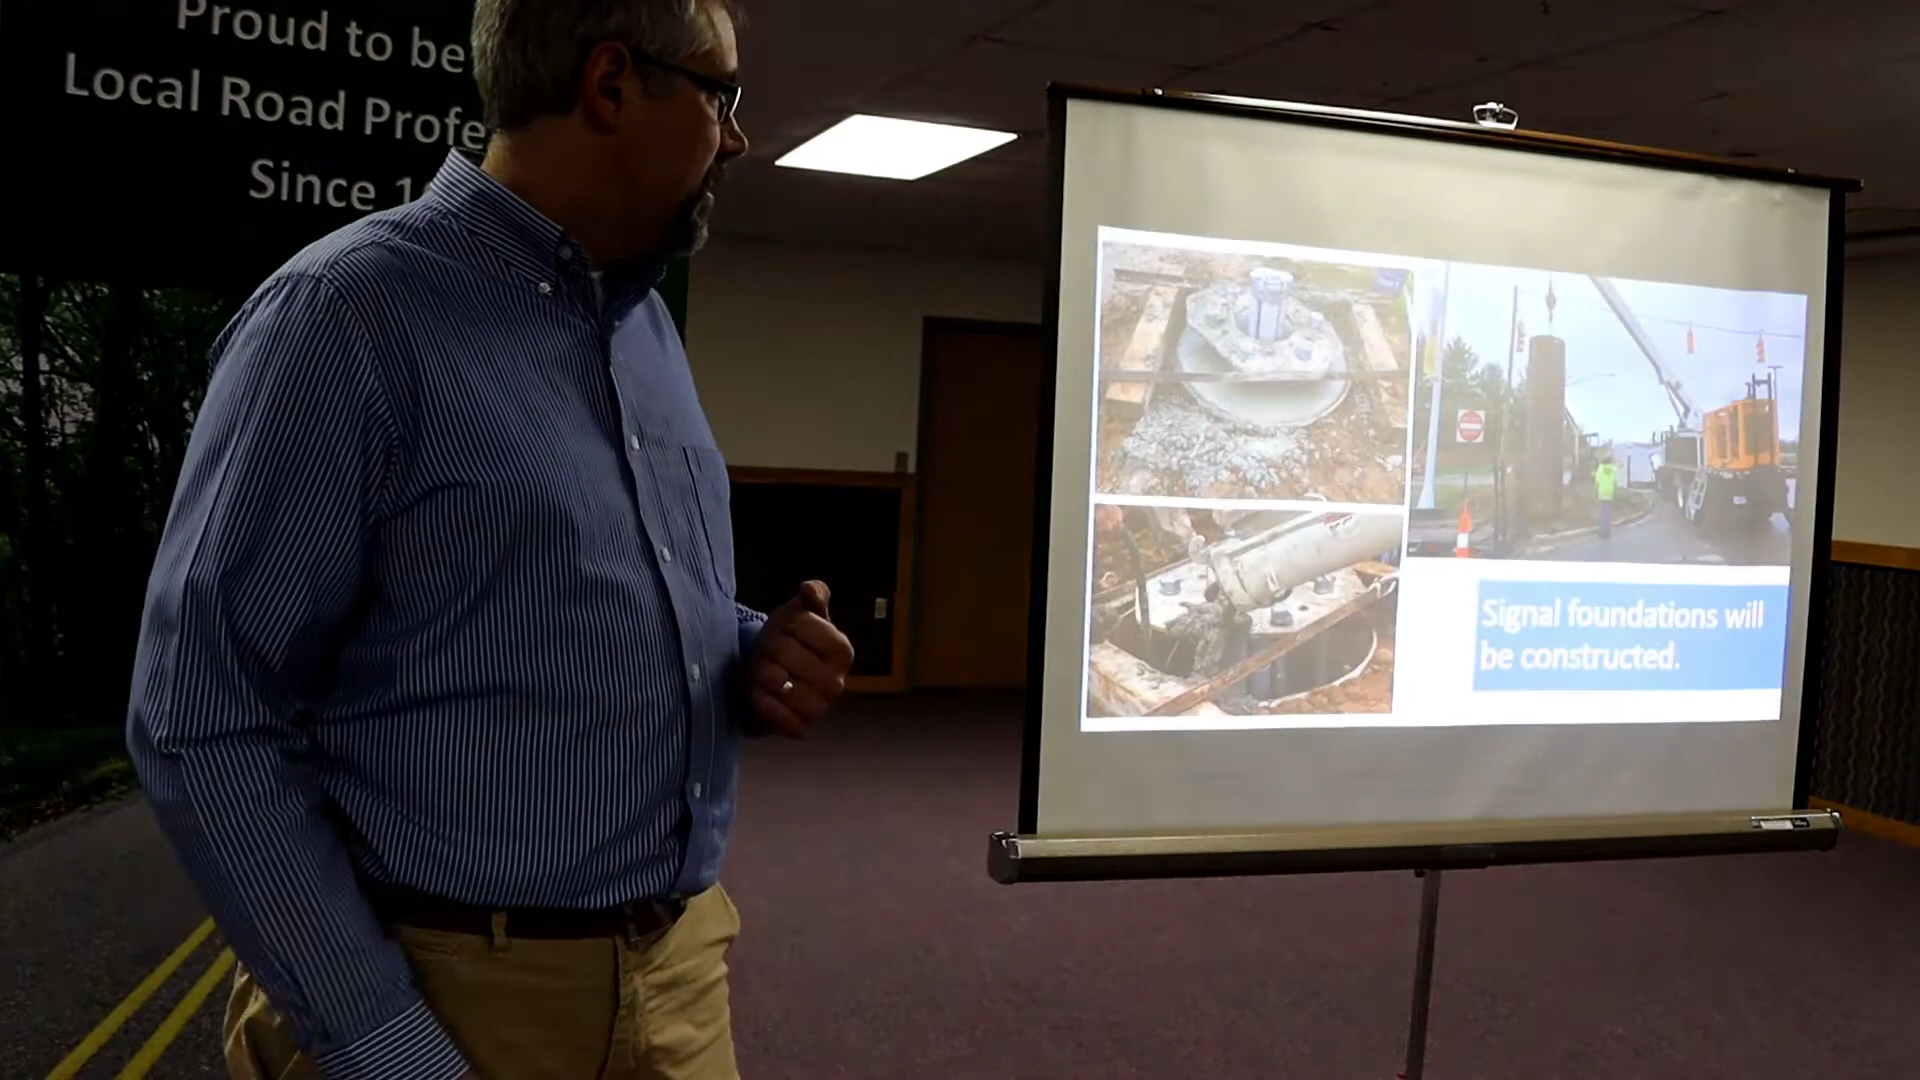 Proud to be
Local Road Profe
Since 1
Signal foundations will
be constructed.